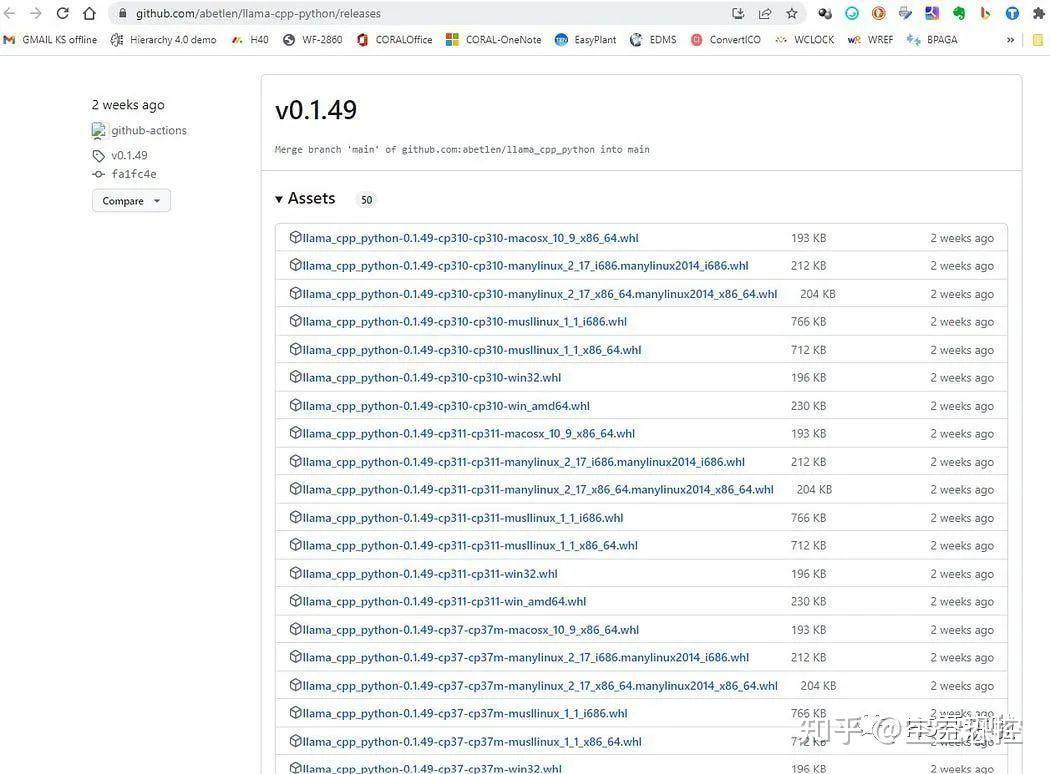 github.com/abetlen/llama-cpp-python/releases
GMAIL KS offline Hierarchy 4.0 demo H40 WF-2860 CORALOffice CORAL-OneNote EasyPlant EDMS ConvertICO WCLOCK WREF BPAGA »
2 weeks ago
github-actions
v0.1.49
fa1fc4e
Compare
v0.1.49
Merge branch 'main' of github.com:abetlen/llama_cpp_python into main
Assets 50
llama_cpp_python-0.1.49-cp310-cp310-macosx_10_9_x86_64.whl 193 KB 2 weeks ago
llama_cpp_python-0.1.49-cp310-cp310-manylinux_2_17_i686.manylinux2014_i686.whl 212 KB 2 weeks ago
llama_cpp_python-0.1.49-cp310-cp310-manylinux_2_17_x86_64.manylinux2014_x86_64.whl 204 KB 2 weeks ago
llama_cpp_python-0.1.49-cp310-cp310-musllinux_1_1_i686.whl 766 KB 2 weeks ago
llama_cpp_python-0.1.49-cp310-cp310-musllinux_1_1_x86_64.whl 712 KB 2 weeks ago
llama_cpp_python-0.1.49-cp310-cp310-win32.whl 196 KB 2 weeks ago
llama_cpp_python-0.1.49-cp310-cp310-win_amd64.whl 230 KB 2 weeks ago
llama_cpp_python-0.1.49-cp311-cp311-macosx_10_9_x86_64.whl 193 KB 2 weeks ago
llama_cpp_python-0.1.49-cp311-cp311-manylinux_2_17_i686.manylinux2014_i686.whl 212 KB 2 weeks ago
llama_cpp_python-0.1.49-cp311-cp311-manylinux_2_17_x86_64.manylinux2014_x86_64.whl 204 KB 2 weeks ago
llama_cpp_python-0.1.49-cp311-cp311-musllinux_1_1_i686.whl 766 KB 2 weeks ago
llama_cpp_python-0.1.49-cp311-cp311-musllinux_1_1_x86_64.whl 712 KB 2 weeks ago
llama_cpp_python-0.1.49-cp311-cp311-win32.whl 196 KB 2 weeks ago
llama_cpp_python-0.1.49-cp311-cp311-win_amd64.whl 230 KB 2 weeks ago
llama_cpp_python-0.1.49-cp37-cp37m-macosx_10_9_x86_64.whl 193 KB 2 weeks ago
llama_cpp_python-0.1.49-cp37-cp37m-manylinux_2_17_i686.manylinux2014_i686.whl 212 KB 2 weeks ago
llama_cpp_python-0.1.49-cp37-cp37m-manylinux_2_17_x86_64.manylinux2014_x86_64.whl 204 KB 2 weeks ago
llama_cpp_python-0.1.49-cp37-cp37m-musllinux_1_1_i686.whl 766 KB 2 weeks ago
知乎 @
llama_cpp_python-0.1.49-cp37-cp37m-musllinux_1_1_x86_64.whl 712 KB 2 weeks ago
llama_cpp_python-0.1.49-cp37-cp37m-win32.whl 196 KB 2 weeks ago